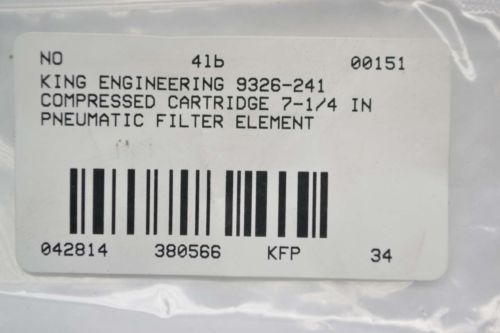 NO 4lb 00151
KING ENGINEERING 9326-241
COMPRESSED CARTRIDGE 7-1/4 IN
PNEUMATIC FILTER ELEMENT
042814 380566 KFP 34